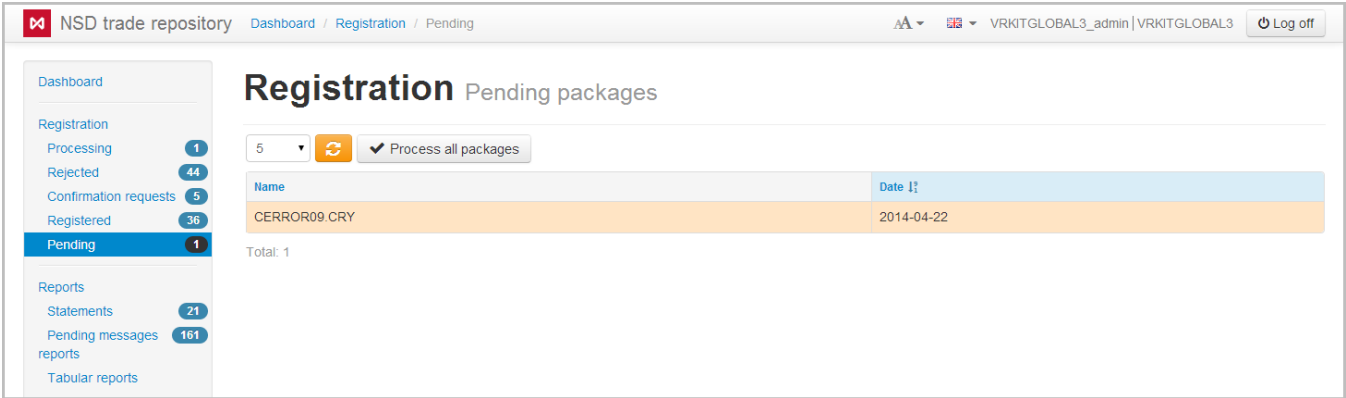 NSD trade repository Dashboard / Registration / Pending AA VRKITGLOBAL3_admin | VRKITGLOBAL3 Log off
Dashboard
Registration
Processing 1
Rejected 44
Confirmation requests 5
Registered 36
Pending 1
Reports
Statements 21
Pending messages 161
reports
Tabular reports
Registration Pending packages
5 Process all packages
Name Date
CERROR09.CRY 2014-04-22
Total: 1